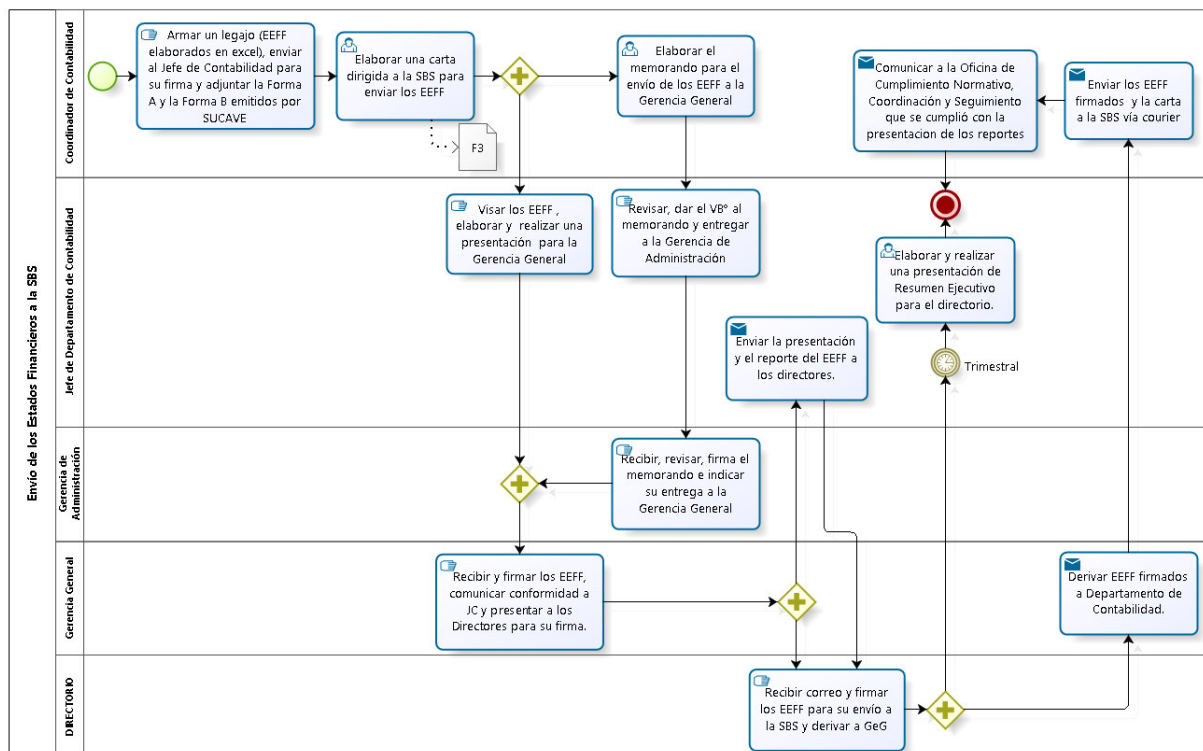 Envío de los Estados Financieros a la SBS
Coordinador de Contabilidad
Armar un legajo (EEFF
elaborados en excel), enviar
al Jefe de Contabilidad para
su firma y adjuntar la Forma
A y la Forma B emitidos por
SUCAVE
Elaborar una carta
dirigida a la SBS para
enviar los EEFF
F3
Elaborar el
memorando para el
envío de los EEFF a la
Gerencia General
Comunicar a la Oficina de
Cumplimiento Normativo,
Coordinación y Seguimiento
que se cumplió con la
presentacion de los reportes
Enviar los EEFF
firmados y la carta
a la SBS vía courier
Jefe de Departamento de Contabilidad
Visar los EEFF ,
elaborar y realizar una
presentación para la
Gerencia General
Revisar, dar el VB° al
memorando y entregar
a la Gerencia de
Administración
Elaborar y realizar
una presentación de
Resumen Ejecutivo
para el directorio.
Enviar la presentación
y el reporte del EEFF a
los directores.
Trimestral
Gerencia de
Administración
Recibir, revisar, firma el
memorando e indicar
su entrega a la
Gerencia General
Gerencia General
Recibir y firmar los EEFF,
comunicar conformidad a
JC y presentar a los
Directores para su firma.
Derivar EEFF firmados
a Departamento de
Contabilidad.
DIRECTORIO
Recibir correo y firmar
los EEFF para su envío a
la SBS y derivar a GeG